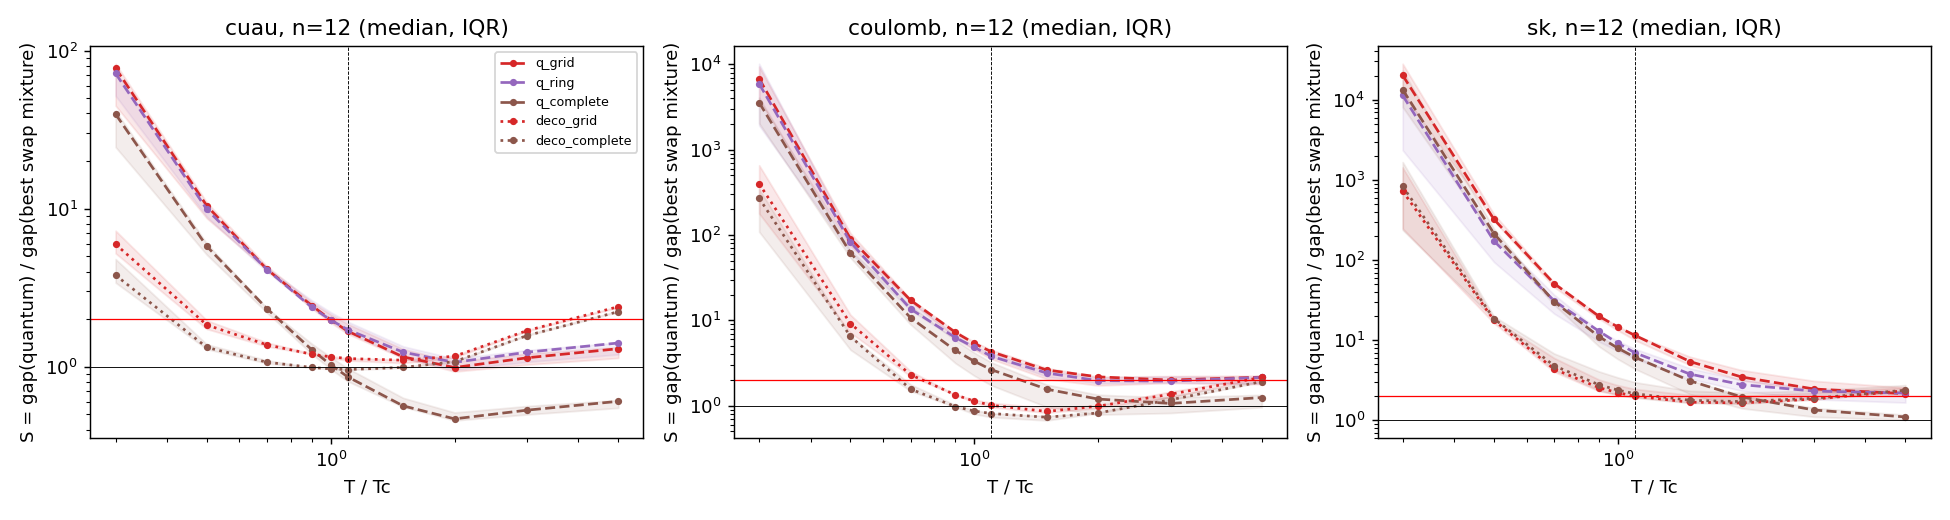 cuau, n=12 (median, IQR)
S = gap(quantum) / gap(best swap mixture)
10²
10¹
10⁰
q_grid
q_ring
q_complete
deco_grid
deco_complete
10⁰
T / Tc
coulomb, n=12 (median, IQR)
S = gap(quantum) / gap(best swap mixture)
10⁴
10³
10²
10¹
10⁰
10⁰
T / Tc
sk, n=12 (median, IQR)
S = gap(quantum) / gap(best swap mixture)
10⁴
10³
10²
10¹
10⁰
10⁰
T / Tc